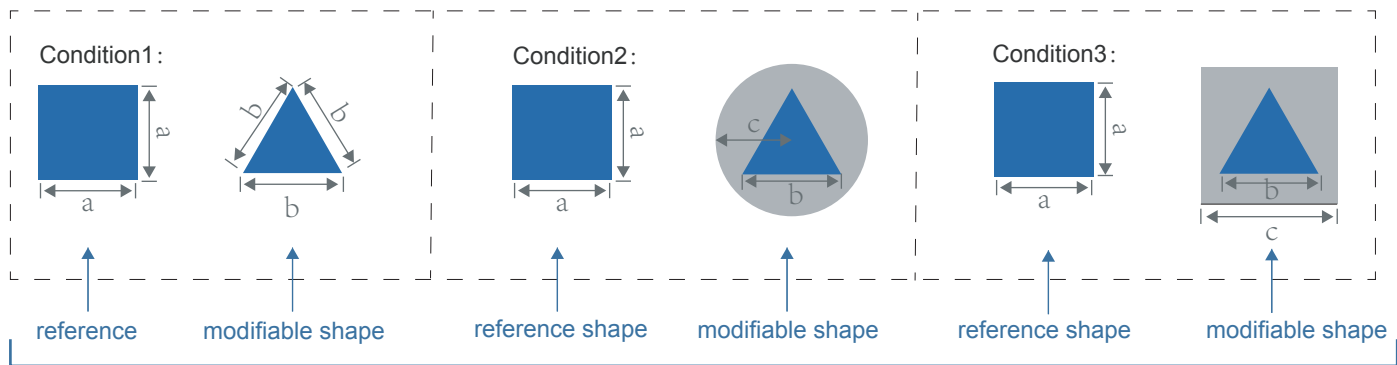 Condition1:
a
a
b
b
b
reference
modifiable shape
Condition2:
a
a
c
b
reference shape
modifiable shape
Condition3:
a
a
b
c
reference shape
modifiable shape